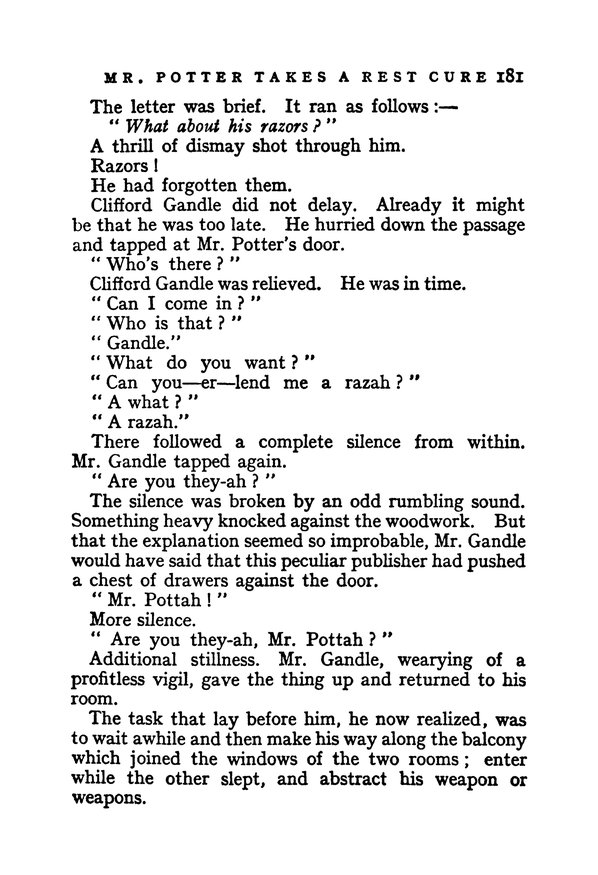 MR. POTTER TAKES A REST CURE 181
The letter was brief. It ran as follows :—
" What about his razors ? "
A thrill of dismay shot through him.
Razors !
He had forgotten them.
Clifford Gandle did not delay. Already it might
be that he was too late. He hurried down the passage
and tapped at Mr. Potter's door.
" Who's there ? "
Clifford Gandle was relieved. He was in time.
" Can I come in ? "
" Who is that ? "
" Gandle."
" What do you want ? "
" Can you—er—lend me a razah ? "
" A what ? "
" A razah."
There followed a complete silence from within.
Mr. Gandle tapped again.
" Are you they-ah ? "
The silence was broken by an odd rumbling sound.
Something heavy knocked against the woodwork. But
that the explanation seemed so improbable, Mr. Gandle
would have said that this peculiar publisher had pushed
a chest of drawers against the door.
" Mr. Pottah ! "
More silence.
" Are you they-ah, Mr. Pottah ? "
Additional stillness. Mr. Gandle, wearying of a
profitless vigil, gave the thing up and returned to his
room.
The task that lay before him, he now realized, was
to wait awhile and then make his way along the balcony
which joined the windows of the two rooms ; enter
while the other slept, and abstract his weapon or
weapons.